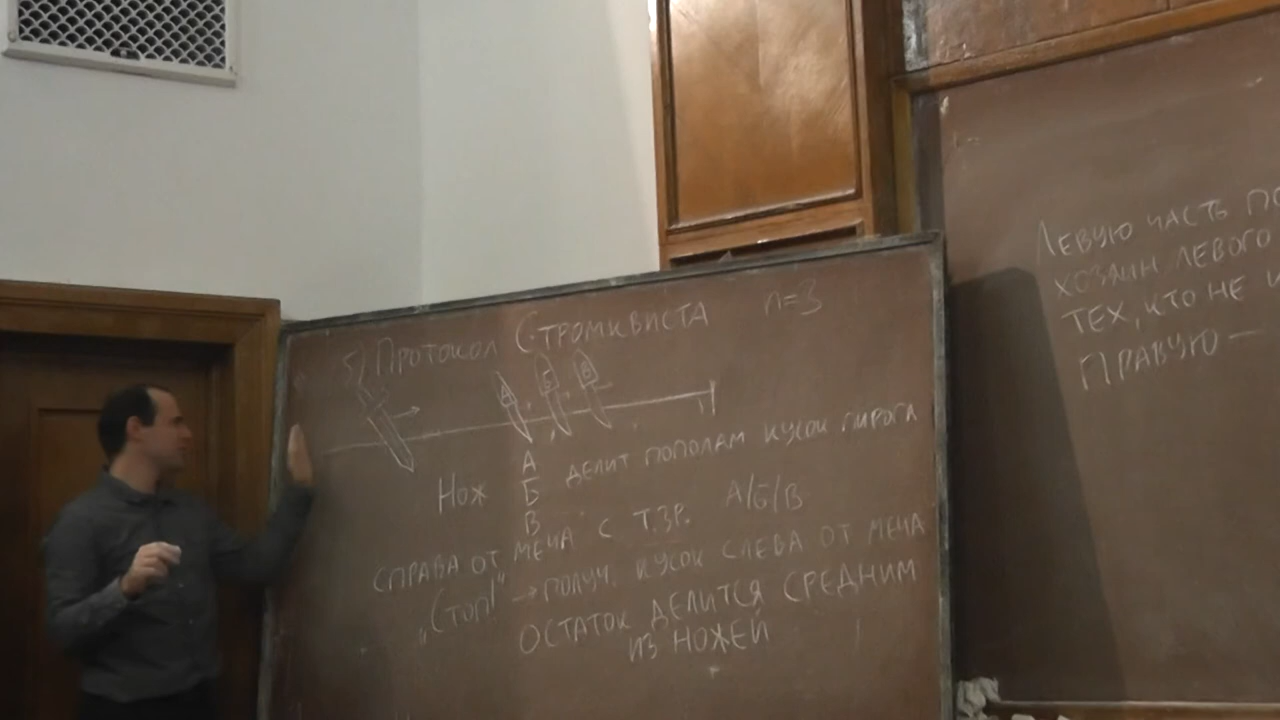 5) Протокол Стромквиста n=3
А Б В
1
Нож А Б В делит пополам кусок пирога
справа от меча с т.зр. А/Б/В
„Стоп!" → получ. кусок слева от меча
остаток делится средним
из ножей
Левую часть
хозяин левого
тех, кто не
правую —